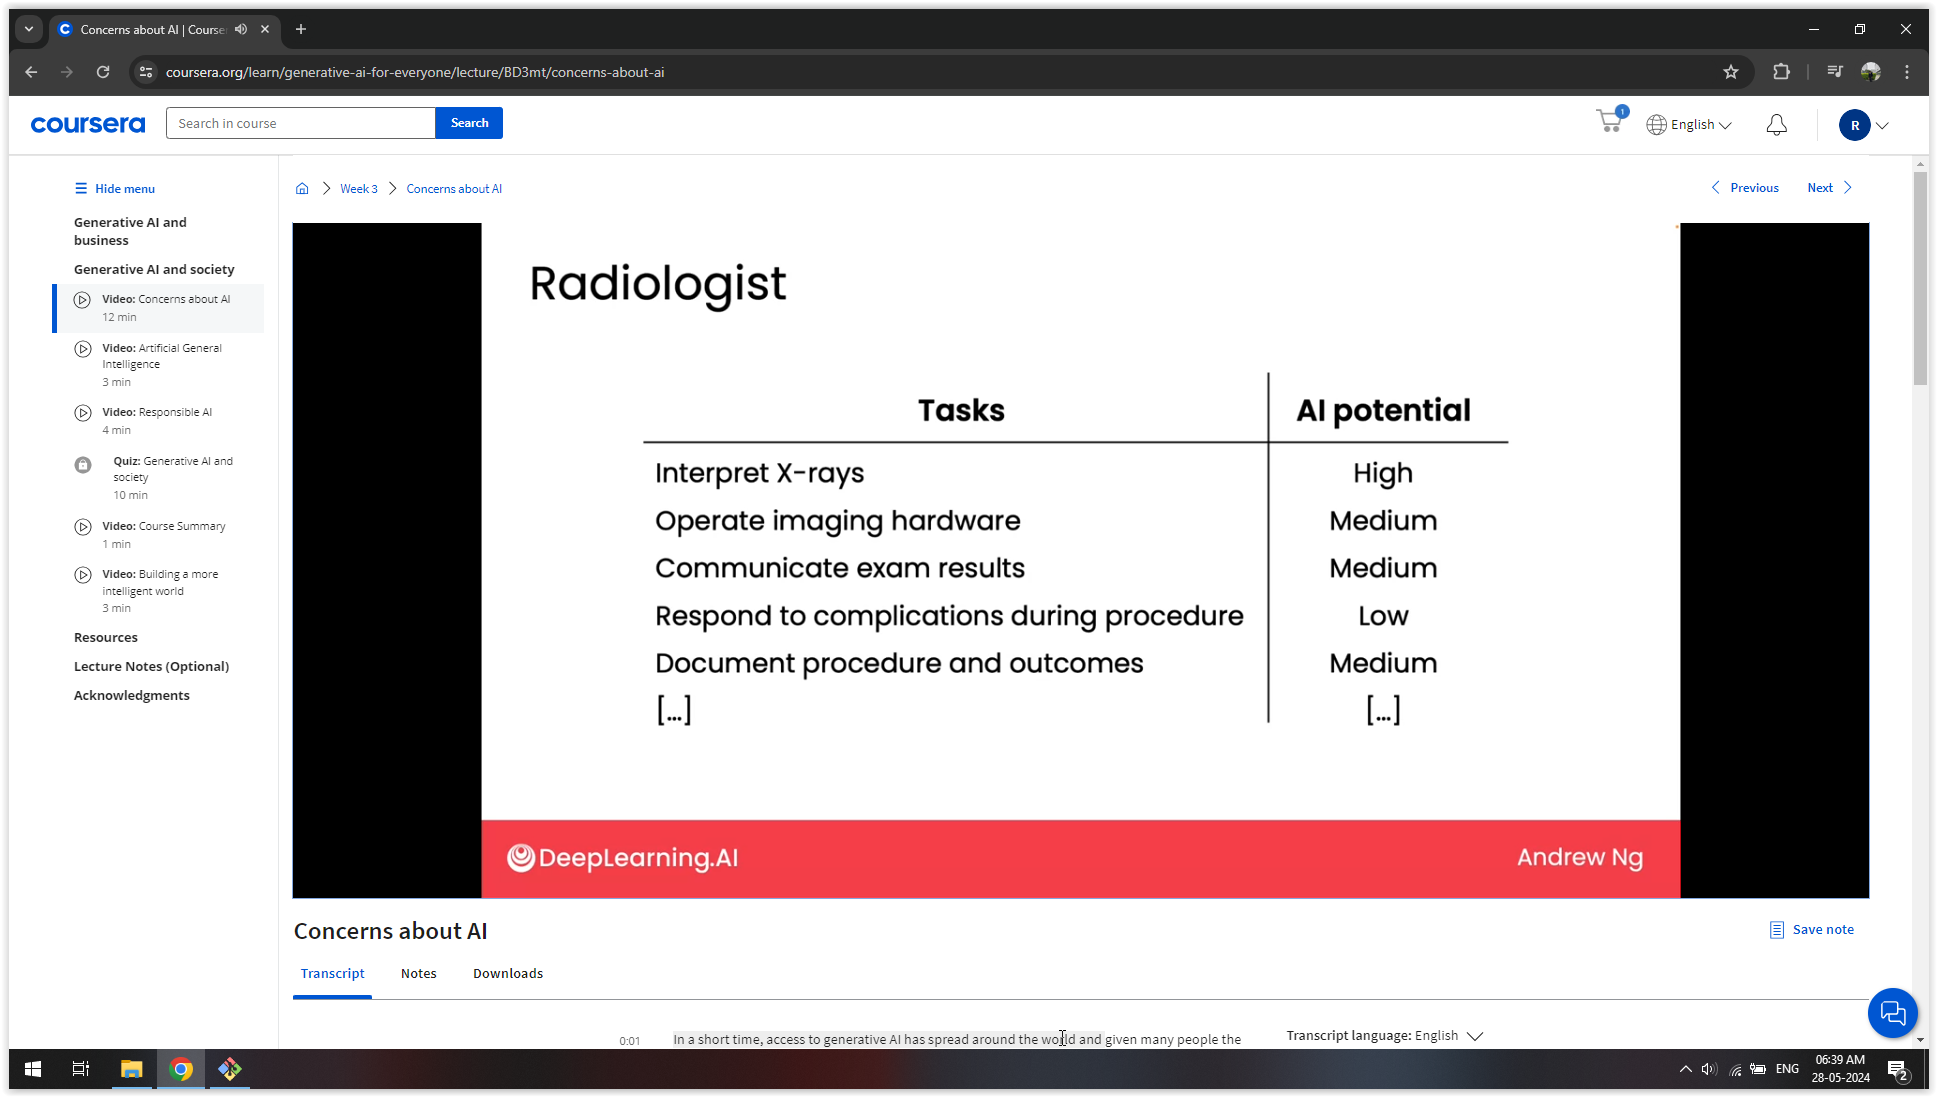 Concerns about AI | Course
coursera.org/learn/generative-ai-for-everyone/lecture/BD3mt/concerns-about-ai
coursera
Search in course
Search
1
English
R
Hide menu
Week 3
Concerns about AI
Previous
Next
Generative AI and
business
Generative AI and society
Video: Concerns about AI
12 min
Video: Artificial General
Intelligence
3 min
Video: Responsible AI
4 min
Quiz: Generative AI and
society
10 min
Video: Course Summary
1 min
Video: Building a more
intelligent world
3 min
Resources
Lecture Notes (Optional)
Acknowledgments
Radiologist
Tasks AI potential
Interpret X-rays High
Operate imaging hardware Medium
Communicate exam results Medium
Respond to complications during procedure Low
Document procedure and outcomes Medium
[...] [...]
DeepLearning.AI
Andrew Ng
Concerns about AI
Save note
Transcript
Notes
Downloads
0:01
In a short time, access to generative AI has spread around the world and given many people the
Transcript language: English
ENG
06:39 AM
28-05-2024
2